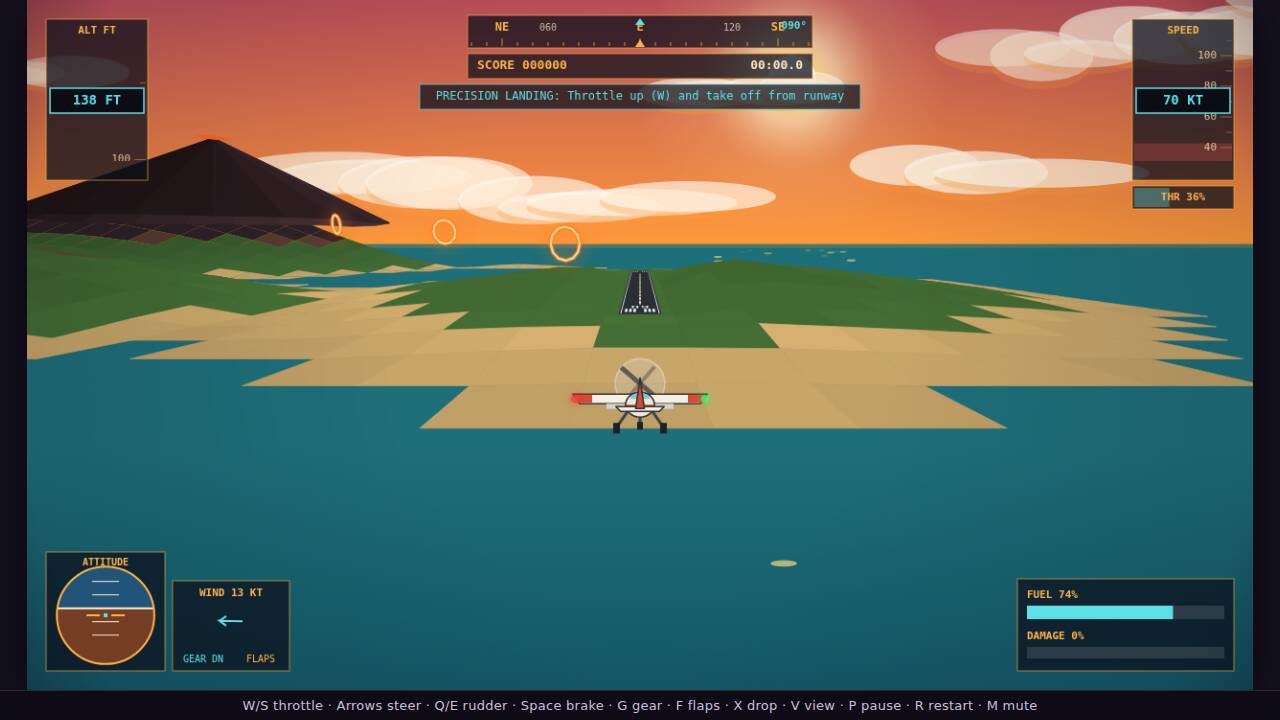 ALT FT
138 FT
100
NE 060 E 120 SE 090°
SCORE 000000 00:00.0
PRECISION LANDING: Throttle up (W) and take off from runway
SPEED
100
80
70 KT
60
40
THR 36%
ATTITUDE
WIND 13 KT
GEAR DN FLAPS
FUEL 74%
DAMAGE 0%
W/S throttle · Arrows steer · Q/E rudder · Space brake · G gear · F flaps · X drop · V view · P pause · R restart · M mute